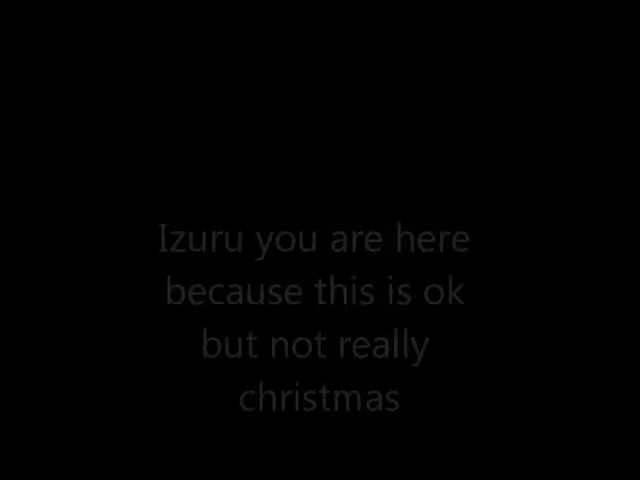 Izuru you are here
because this is ok
but not really
christmas